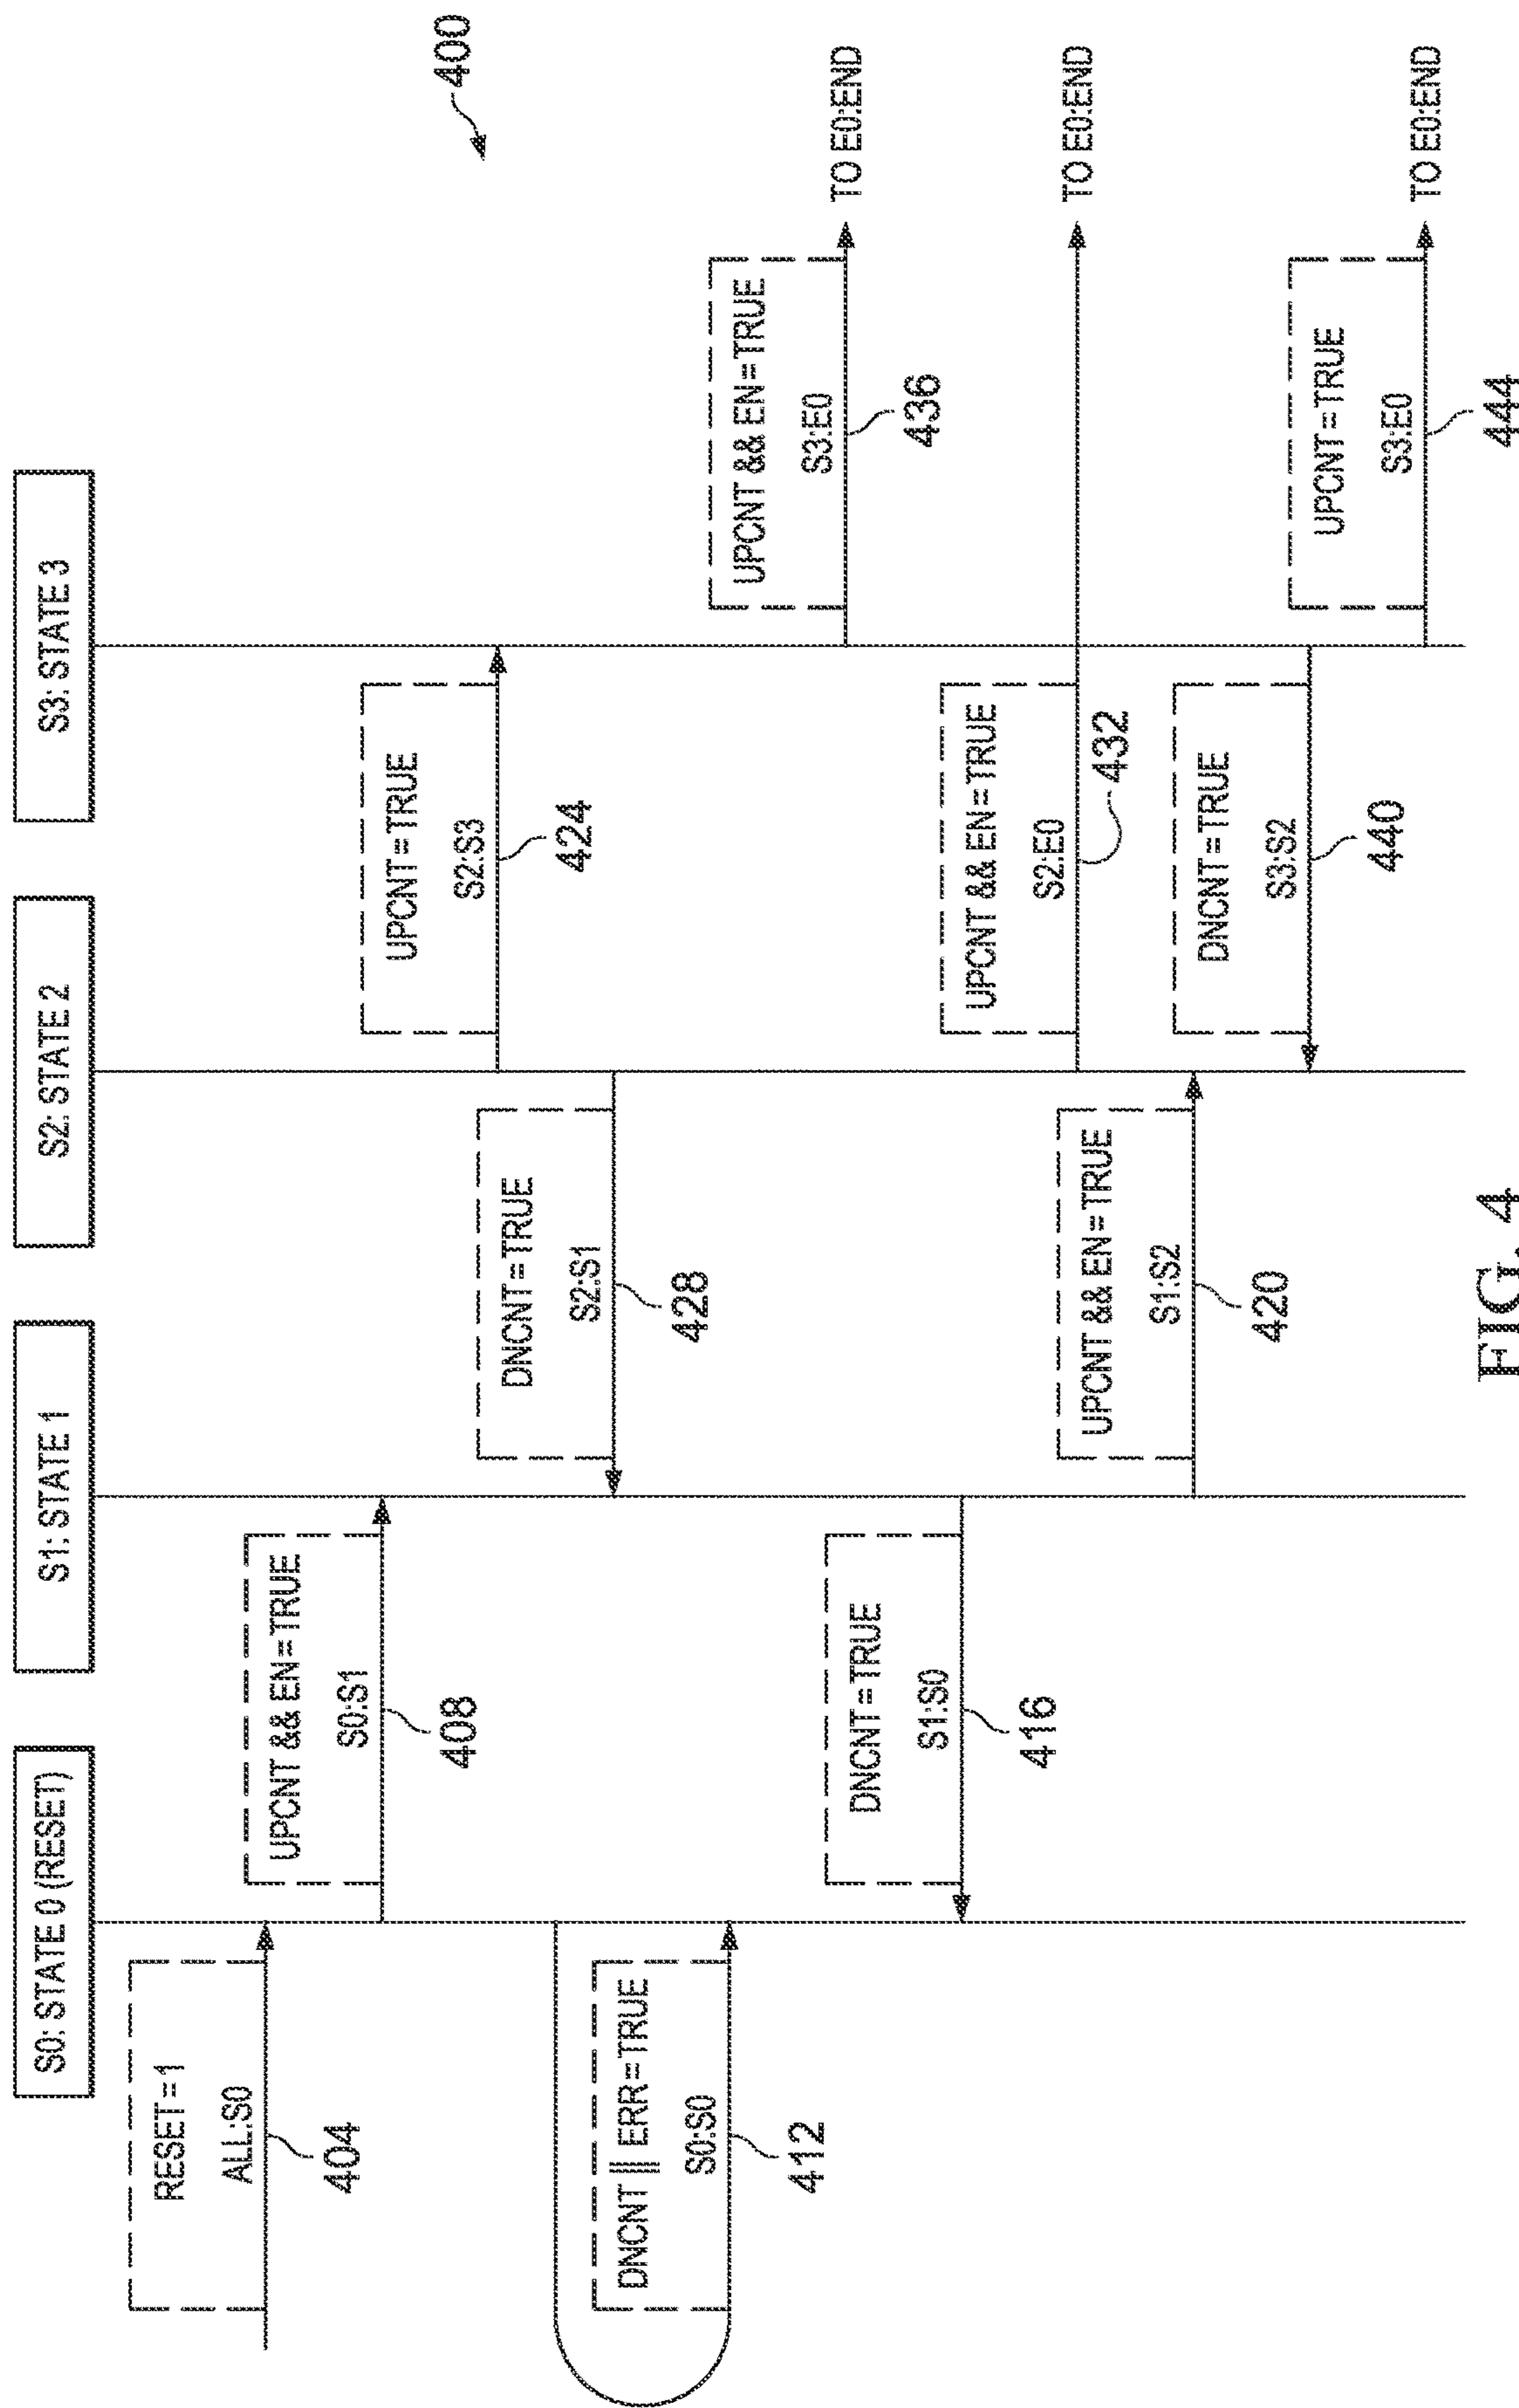 400
S0: STATE 0 (RESET)
S1: STATE 1
S2: STATE 2
S3: STATE 3
RESET=1
ALL:S0
404
UPCNT && EN=TRUE
S0:S1
408
UPCNT=TRUE
S2:S3
424
DNCNT || ERR=TRUE
S0:S0
412
DNCNT=TRUE
S2:S1
428
UPCNT && EN=TRUE
S3:E0
436
TO E0:END
DNCNT=TRUE
S1:S0
416
UPCNT && EN=TRUE
S2:E0
432
TO E0:END
UPCNT && EN=TRUE
S1:S2
420
DNCNT=TRUE
S3:S2
440
UPCNT=TRUE
S3:E0
444
TO E0:END
FIG. 4